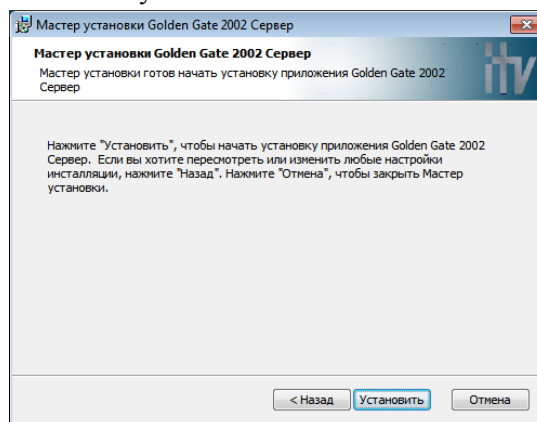 Мастер установки Golden Gate 2002 Сервер
Мастер установки Golden Gate 2002 Сервер
Мастер установки готов начать установку приложения Golden Gate 2002
Сервер
itv
Нажмите "Установить", чтобы начать установку приложения Golden Gate 2002
Сервер. Если вы хотите пересмотреть или изменить любые настройки
инсталляции, нажмите "Назад". Нажмите "Отмена", чтобы закрыть Мастер
установки.
< Назад
Установить
Отмена